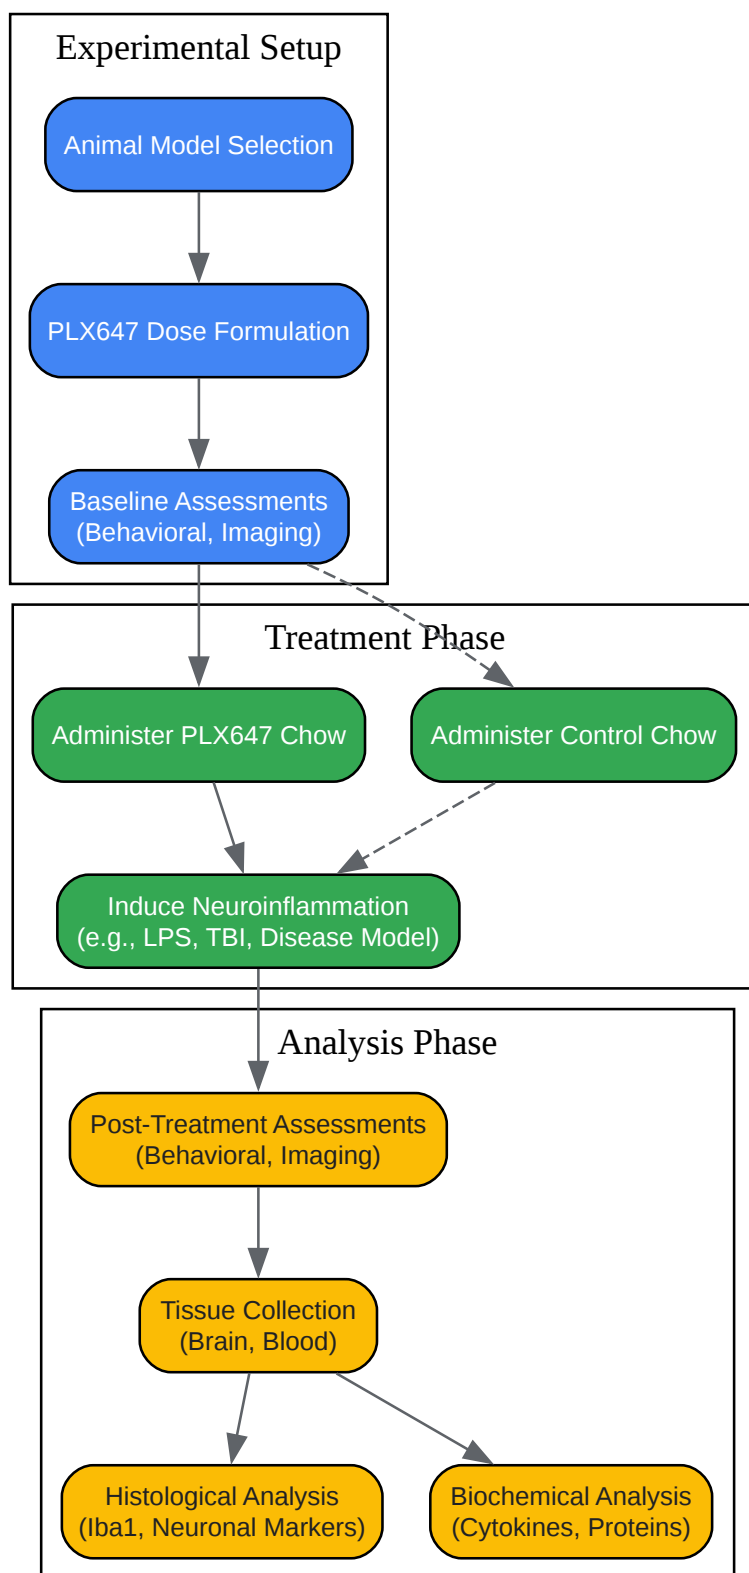 Experimental Setup
Animal Model Selection
PLX647 Dose Formulation
Baseline Assessments
(Behavioral, Imaging)
Treatment Phase
Administer PLX647 Chow
Administer Control Chow
Induce Neuroinflammation
(e.g., LPS, TBI, Disease Model)
Analysis Phase
Post-Treatment Assessments
(Behavioral, Imaging)
Tissue Collection
(Brain, Blood)
Histological Analysis
(Iba1, Neuronal Markers)
Biochemical Analysis
(Cytokines, Proteins)